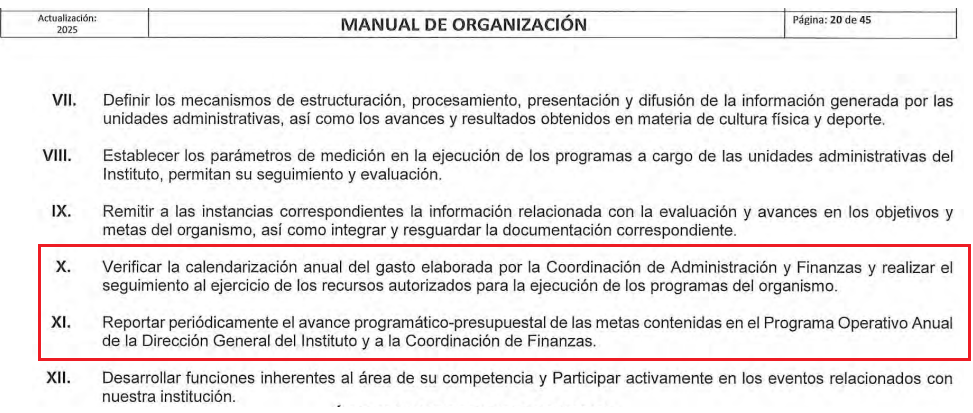 Actualización:
2025
MANUAL DE ORGANIZACIÓN
Página: 20 de 45
VII. Definir los mecanismos de estructuración, procesamiento, presentación y difusión de la información generada por las
unidades administrativas, así como los avances y resultados obtenidos en materia de cultura física y deporte.
VIII. Establecer los parámetros de medición en la ejecución de los programas a cargo de las unidades administrativas del
Instituto, permitan su seguimiento y evaluación.
IX. Remitir a las instancias correspondientes la información relacionada con la evaluación y avances en los objetivos y
metas del organismo, así como integrar y resguardar la documentación correspondiente.
X. Verificar la calendarización anual del gasto elaborada por la Coordinación de Administración y Finanzas y realizar el
seguimiento al ejercicio de los recursos autorizados para la ejecución de los programas del organismo.
XI. Reportar periódicamente el avance programático-presupuestal de las metas contenidas en el Programa Operativo Anual
de la Dirección General del Instituto y a la Coordinación de Finanzas.
XII. Desarrollar funciones inherentes al área de su competencia y Participar activamente en los eventos relacionados con
nuestra institución.